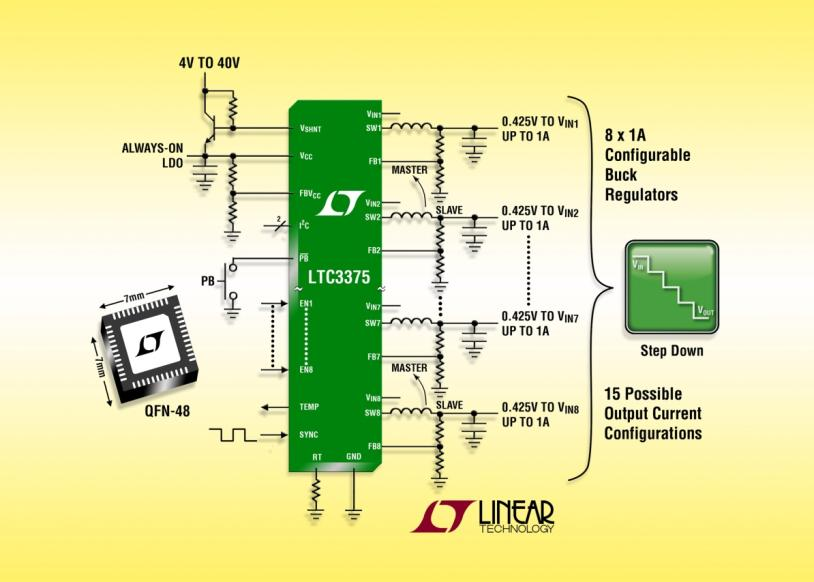 4V TO 40V
ALWAYS-ON
LDO
2
PB
VSHNT
VCC
FBVCC
I²C
P̅B̅
EN1
EN8
TEMP
SYNC
RT
GND
LTC3375
VIN1
SW1
FB1
VIN2
SW2
FB2
VIN7
SW7
FB7
VIN8
SW8
FB8
MASTER
SLAVE
MASTER
SLAVE
0.425V TO VIN1
UP TO 1A
0.425V TO VIN2
UP TO 1A
0.425V TO VIN7
UP TO 1A
0.425V TO VIN8
UP TO 1A
8 x 1A
Configurable
Buck
Regulators
VIN
VOUT
Step Down
15 Possible
Output Current
Configurations
7mm
7mm
QFN-48
LINEAR
TECHNOLOGY